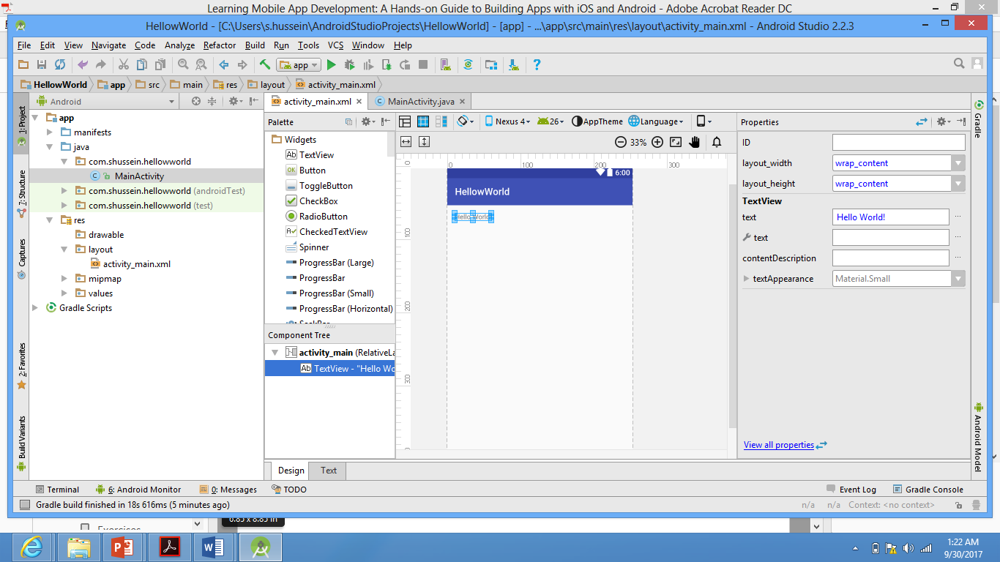 Learning Mobile App Development: A Hands-on Guide to Building Apps with iOS and Android - Adobe Acrobat Reader DC
HellowWorld - [C:\Users\s.hussein\AndroidStudioProjects\HellowWorld] - [app] - ...\app\src\main\res\layout\activity_main.xml - Android Studio 2.2.3
File Edit View Navigate Code Analyze Refactor Build Run Tools VCS Window Help
app
HellowWorld app src main res layout activity_main.xml
Android
activity_main.xml MainActivity.java
1: Project
7: Structure
Captures
2: Favorites
Build Variants
app
manifests
java
com.shussein.hellowworld
MainActivity
com.shussein.hellowworld (androidTest)
com.shussein.hellowworld (test)
res
drawable
layout
activity_main.xml
mipmap
values
Gradle Scripts
Palette
Widgets
Ab TextView
OK Button
ToggleButton
CheckBox
RadioButton
CheckedTextView
Spinner
ProgressBar (Large)
ProgressBar
ProgressBar (Small)
ProgressBar (Horizontal)
Component Tree
activity_main (RelativeLa
Ab TextView - "Hello Wo
Nexus 4 26 AppTheme Language
33%
0 100 200 300
0
100
200
300
6:00
HellowWorld
Hello World!
Properties
ID
layout_width wrap_content
layout_height wrap_content
TextView
text Hello World!
text
contentDescription
textAppearance Material.Small
View all properties
Gradle
Android Model
Design Text
Terminal 6: Android Monitor 0: Messages TODO Event Log Gradle Console
Gradle build finished in 18s 616ms (5 minutes ago) n/a n/a Context: <no context>
Exercises
1:22 AM
9/30/2017